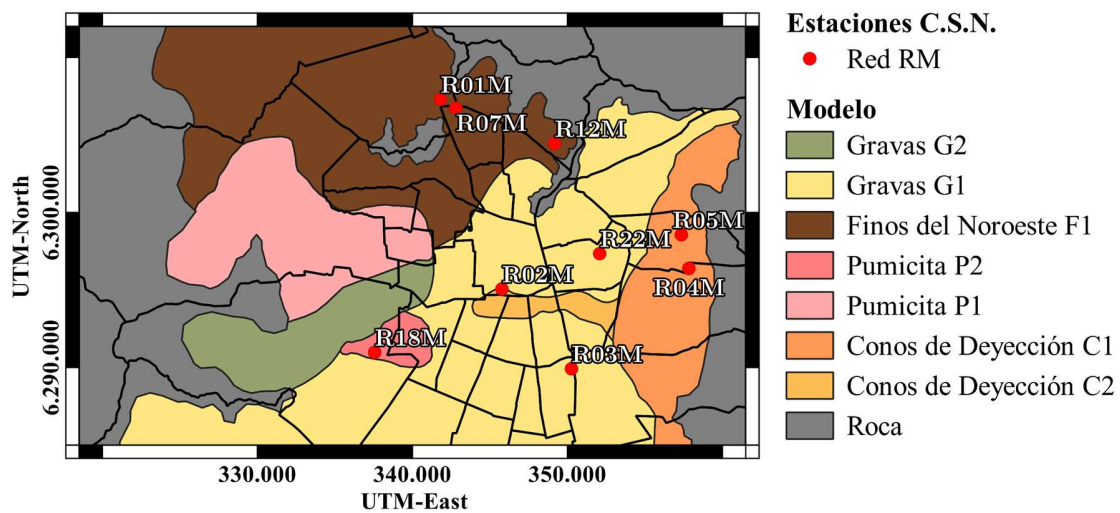 Estaciones C.S.N.
Red RM
Modelo
Gravas G2
Gravas G1
Finos del Noroeste F1
Pumicita P2
Pumicita P1
Conos de Deyección C1
Conos de Deyección C2
Roca
R01M
R07M
R12M
R05M
R22M
R04M
R02M
R18M
R03M
UTM-North
6.300.000
6.290.000
330.000
340.000
350.000
UTM-East